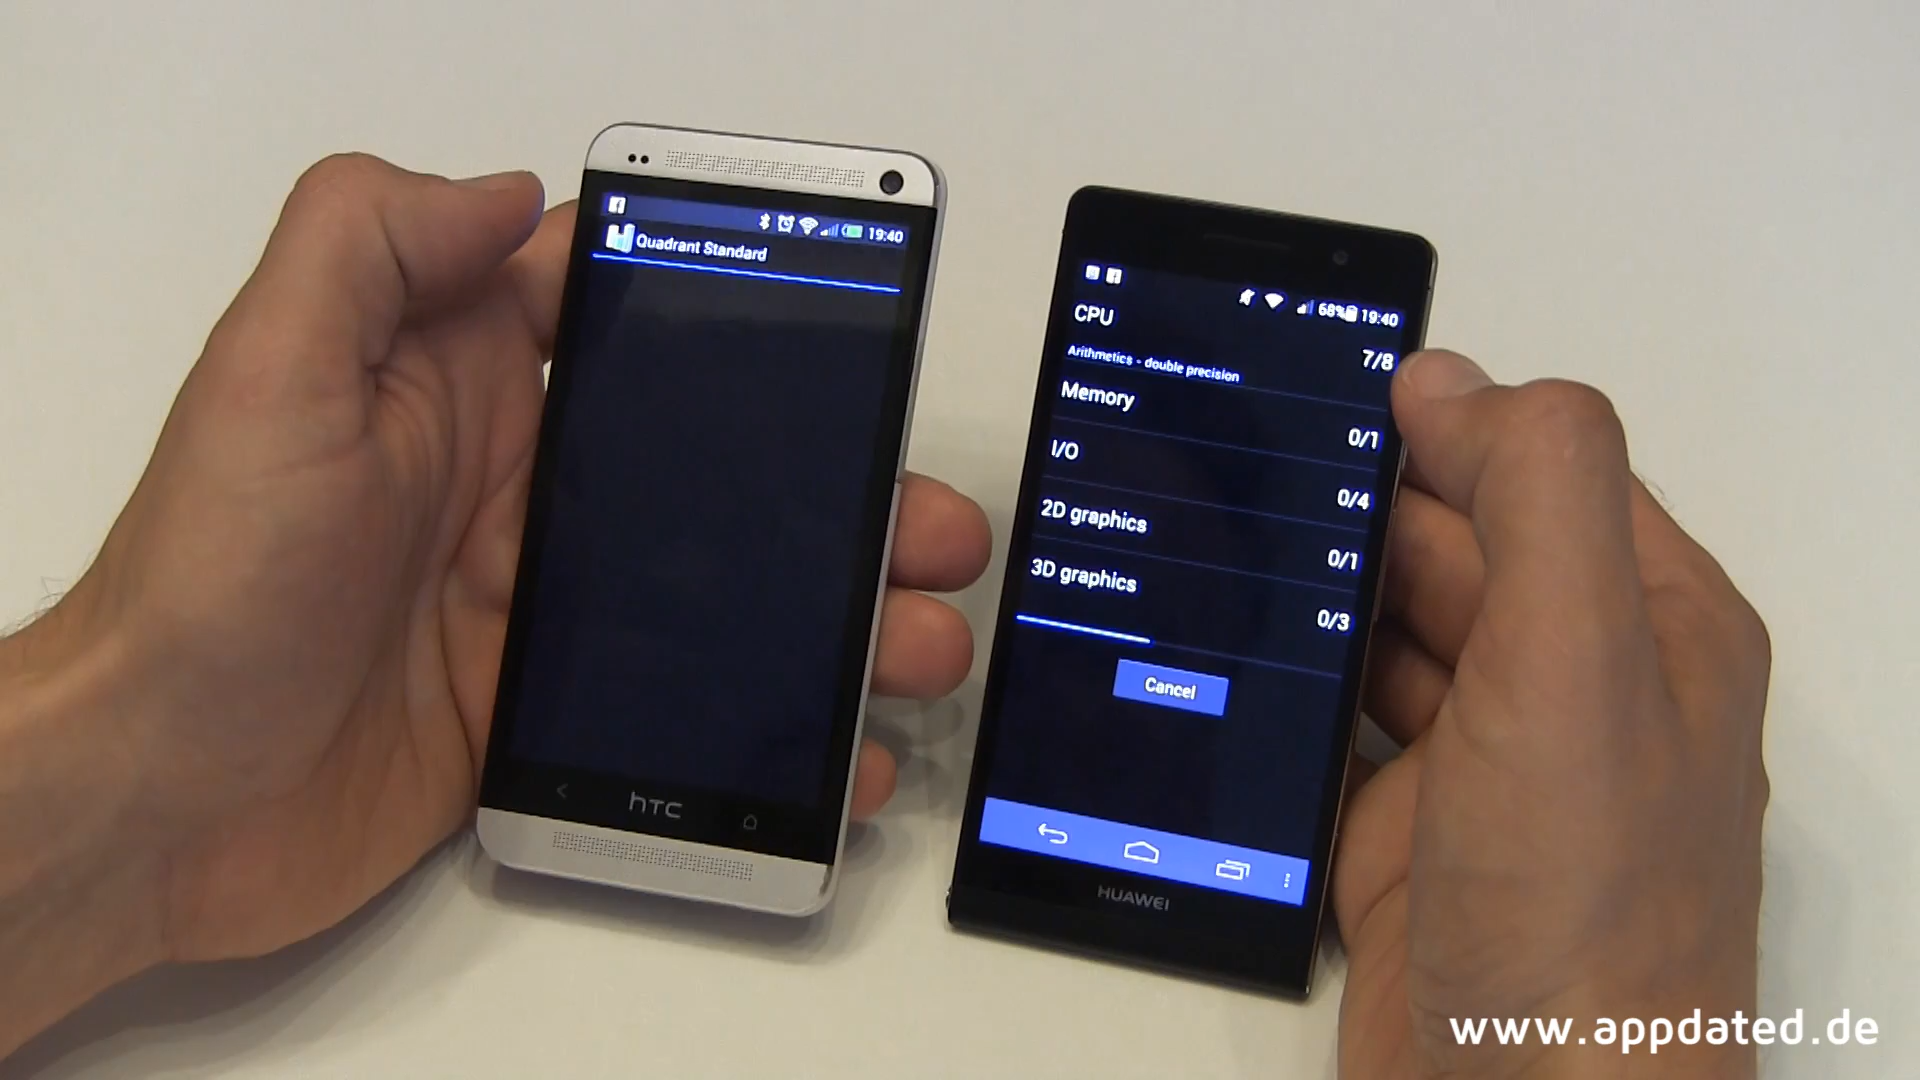 19:40
Quadrant Standard
hTC
68% 19:40
CPU
7/8
Arithmetics - double precision
Memory
0/1
I/O
0/4
2D graphics
0/1
3D graphics
0/3
Cancel
HUAWEI
www.appdated.de